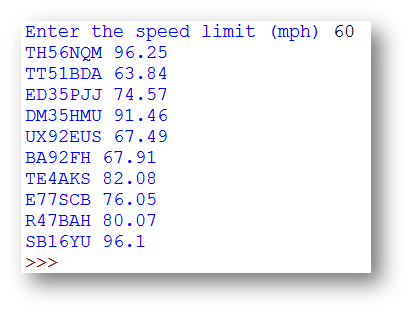 Enter the speed limit (mph) 60
TH56NQM 96.25
TT51BDA 63.84
ED35PJJ 74.57
DM35HMU 91.46
UX92EUS 67.49
BA92FH 67.91
TE4AKS 82.08
E77SCB 76.05
R47BAH 80.07
SB16YU 96.1
>>>